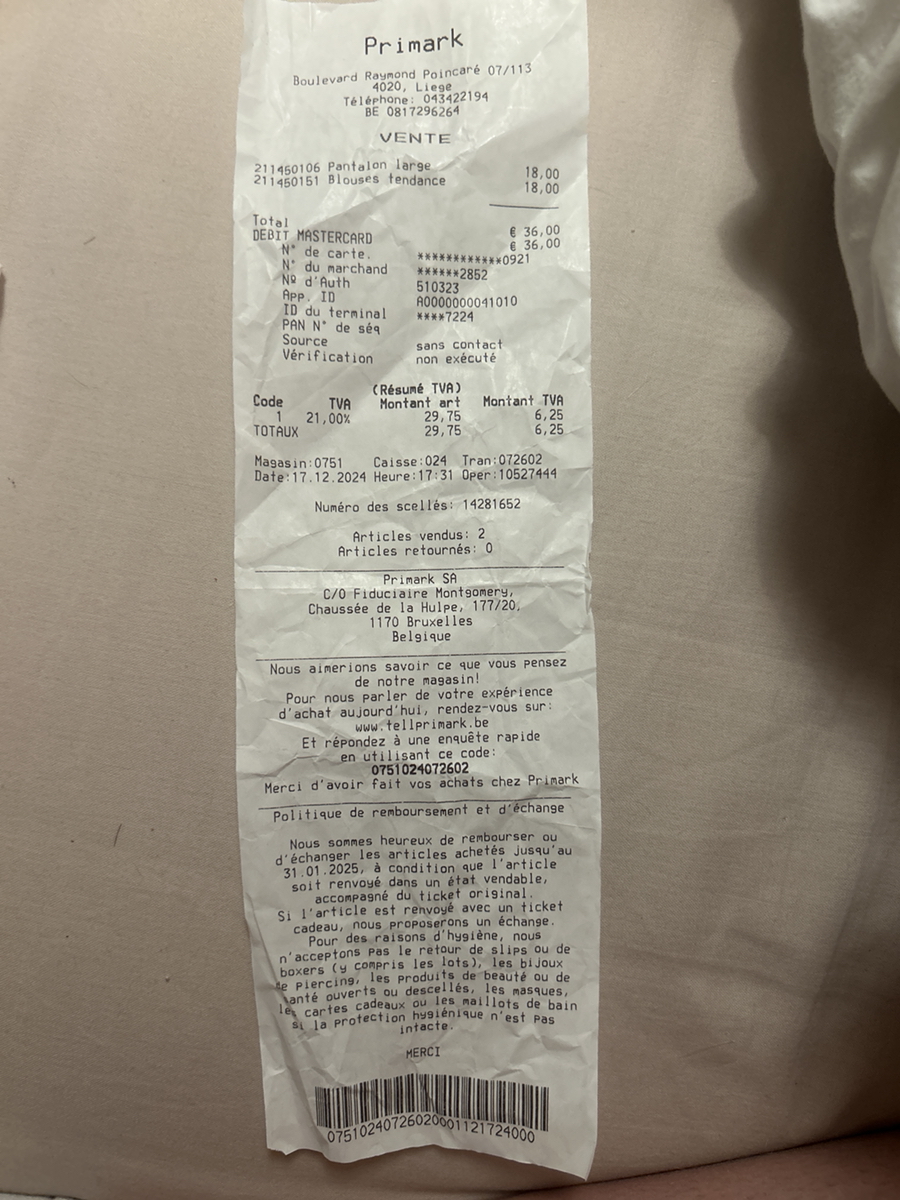 Primark
Boulevard Raymond Poincaré 07/113
4020, Liege
Téléphone: 043422194
BE 0817296264
VENTE
211450106 Pantalon large 18,00
211450151 Blouses tendance 18,00
Total € 36,00
DEBIT MASTERCARD € 36,00
N° de carte. ************0921
N° du marchand ******2852
Nº d'Auth 510323
App. ID A0000000041010
ID du terminal ****7224
PAN N° de séq
Source sans contact
Vérification non exécuté
(Résumé TVA)
Code TVA Montant art Montant TVA
1 21,00% 29,75 6,25
TOTAUX 29,75 6,25
Magasin:0751 Caisse:024 Tran:072602
Date:17.12.2024 Heure:17:31 Oper:10527444
Numéro des scellés: 14281652
Articles vendus: 2
Articles retournés: 0
Primark SA
C/O Fiduciaire Montgomery,
Chaussée de la Hulpe, 177/20,
1170 Bruxelles
Belgique
Nous aimerions savoir ce que vous pensez
de notre magasin!
Pour nous parler de votre expérience
d'achat aujourd'hui, rendez-vous sur:
www.tellprimark.be
Et répondez à une enquête rapide
en utilisant ce code:
0751024072602
Merci d'avoir fait vos achats chez Primark
Politique de remboursement et d'échange
Nous sommes heureux de rembourser ou
d'échanger les articles achetés jusqu'au
31.01.2025, à condition que l'article
soit renvoyé dans un état vendable,
accompagné du ticket original.
Si l'article est renvoyé avec un ticket
cadeau, nous proposerons un échange.
Pour des raisons d'hygiène, nous
n'acceptons pas le retour de slips ou de
boxers (y compris les lots), les bijoux
de piercing, les produits de beauté ou de
santé ouverts ou descellés, les masques,
les cartes cadeaux ou les maillots de bain
si la protection hygiénique n'est pas
intacte.
MERCI
07510240726020001121724000